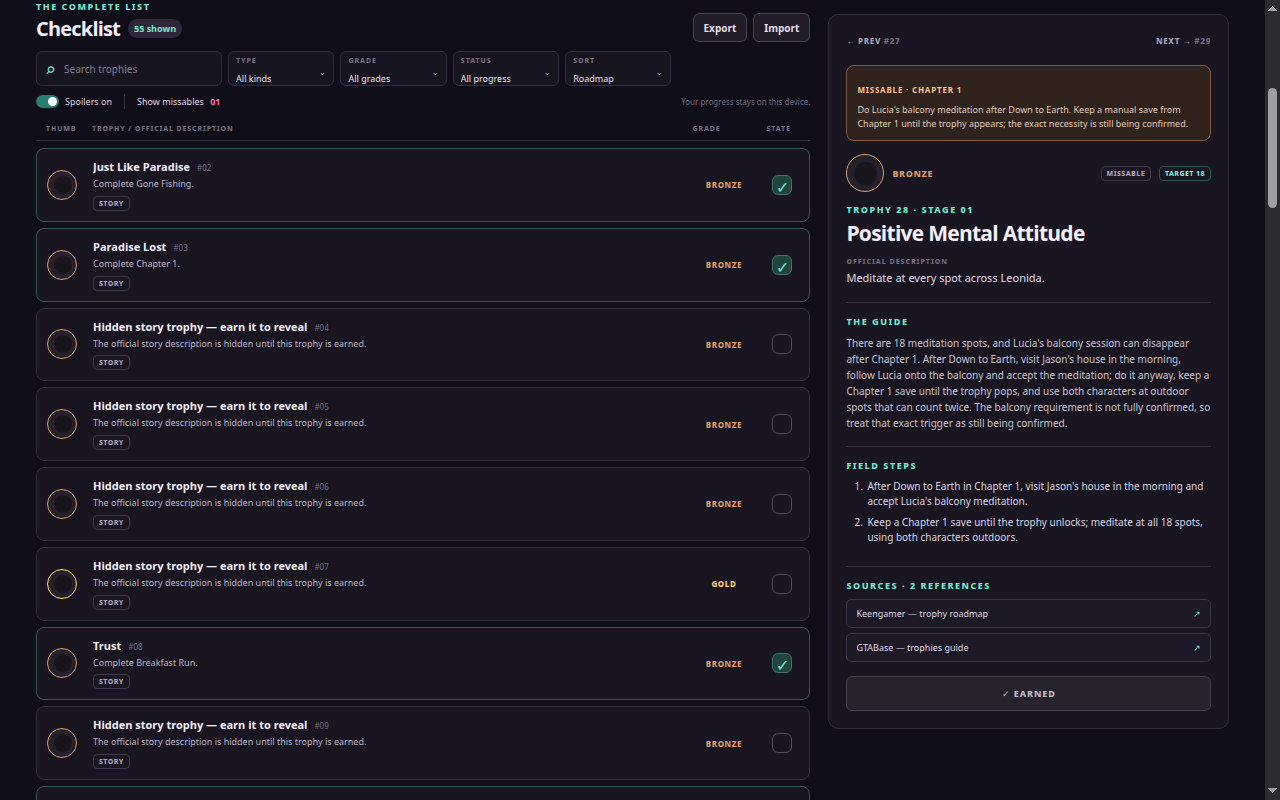 THE COMPLETE LIST
Checklist 55 shown
Export Import
Search trophies
TYPE
All kinds
GRADE
All grades
STATUS
All progress
SORT
Roadmap
Spoilers on Show missables 01
Your progress stays on this device.
THUMB TROPHY / OFFICIAL DESCRIPTION GRADE STATE
Just Like Paradise #02
Complete Gone Fishing.
STORY
BRONZE
✓
Paradise Lost #03
Complete Chapter 1.
STORY
BRONZE
✓
Hidden story trophy — earn it to reveal #04
The official story description is hidden until this trophy is earned.
STORY
BRONZE
Hidden story trophy — earn it to reveal #05
The official story description is hidden until this trophy is earned.
STORY
BRONZE
Hidden story trophy — earn it to reveal #06
The official story description is hidden until this trophy is earned.
STORY
BRONZE
Hidden story trophy — earn it to reveal #07
The official story description is hidden until this trophy is earned.
STORY
GOLD
Trust #08
Complete Breakfast Run.
STORY
BRONZE
✓
Hidden story trophy — earn it to reveal #09
The official story description is hidden until this trophy is earned.
STORY
BRONZE
← PREV #27
NEXT → #29
MISSABLE · CHAPTER 1
Do Lucia's balcony meditation after Down to Earth. Keep a manual save from
Chapter 1 until the trophy appears; the exact necessity is still being confirmed.
BRONZE
MISSABLE TARGET 18
TROPHY 28 · STAGE 01
Positive Mental Attitude
OFFICIAL DESCRIPTION
Meditate at every spot across Leonida.
THE GUIDE
There are 18 meditation spots, and Lucia's balcony session can disappear
after Chapter 1. After Down to Earth, visit Jason's house in the morning,
follow Lucia onto the balcony and accept the meditation; do it anyway, keep a
Chapter 1 save until the trophy pops, and use both characters at outdoor
spots that can count twice. The balcony requirement is not fully confirmed, so
treat that exact trigger as still being confirmed.
FIELD STEPS
1. After Down to Earth in Chapter 1, visit Jason's house in the morning and
accept Lucia's balcony meditation.
2. Keep a Chapter 1 save until the trophy unlocks; meditate at all 18 spots,
using both characters outdoors.
SOURCES · 2 REFERENCES
Keengamer — trophy roadmap ↗
GTABase — trophies guide ↗
✓ EARNED